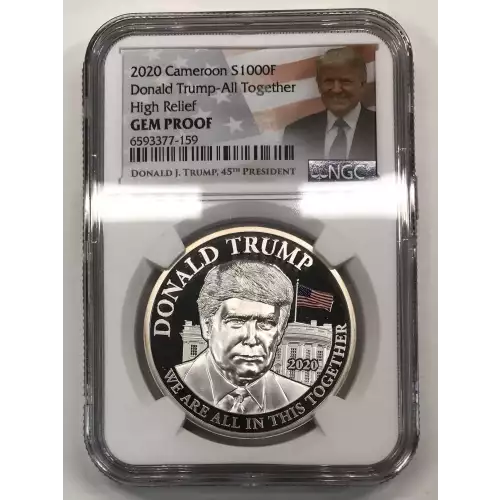 2020 Cameroon S1000F
Donald Trump-All Together
High Relief
GEM PROOF
6593377-159
DONALD J. TRUMP, 45TH PRESIDENT
NGC
DONALD TRUMP
2020
WE ARE ALL IN THIS TOGETHER